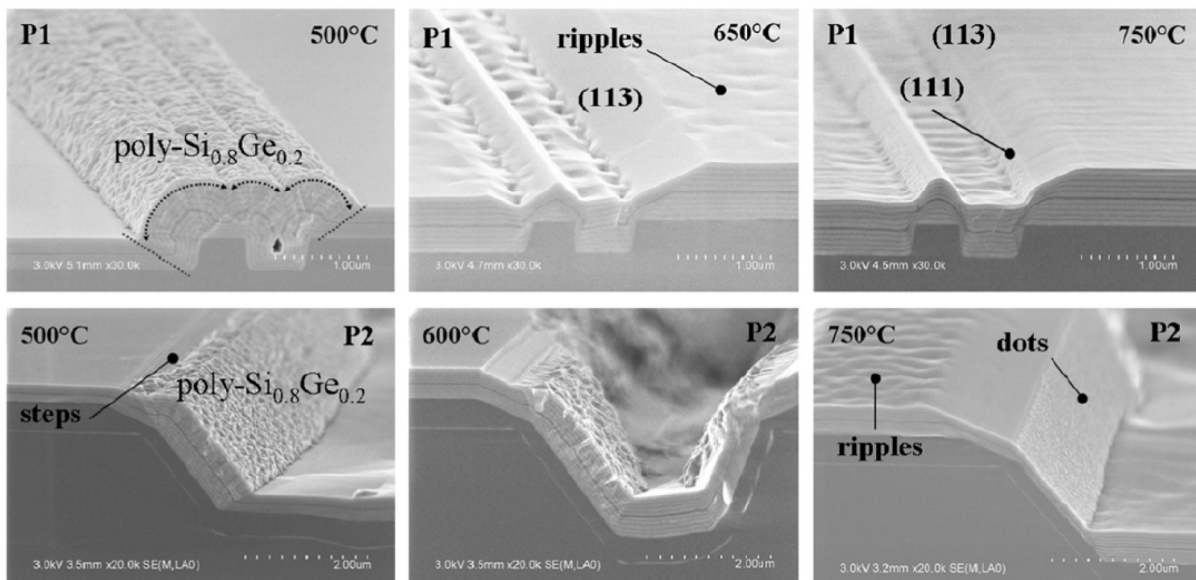 P1 500°C
poly-Si0.8Ge0.2
3.0kV 5.1mm x30.0k 1.00um
P1 ripples 650°C
(113)
3.0kV 4.7mm x30.0k 1.00um
P1 (113) 750°C
(111)
3.0kV 4.5mm x30.0k 1.00um
500°C P2
poly-Si0.8Ge0.2
steps
3.0kV 3.5mm x20.0k SE(M,LA0) 2.00um
600°C P2
3.0kV 3.5mm x20.0k SE(M,LA0) 2.00um
750°C P2
dots
ripples
3.0kV 3.2mm x20.0k SE(M,LA0) 2.00um